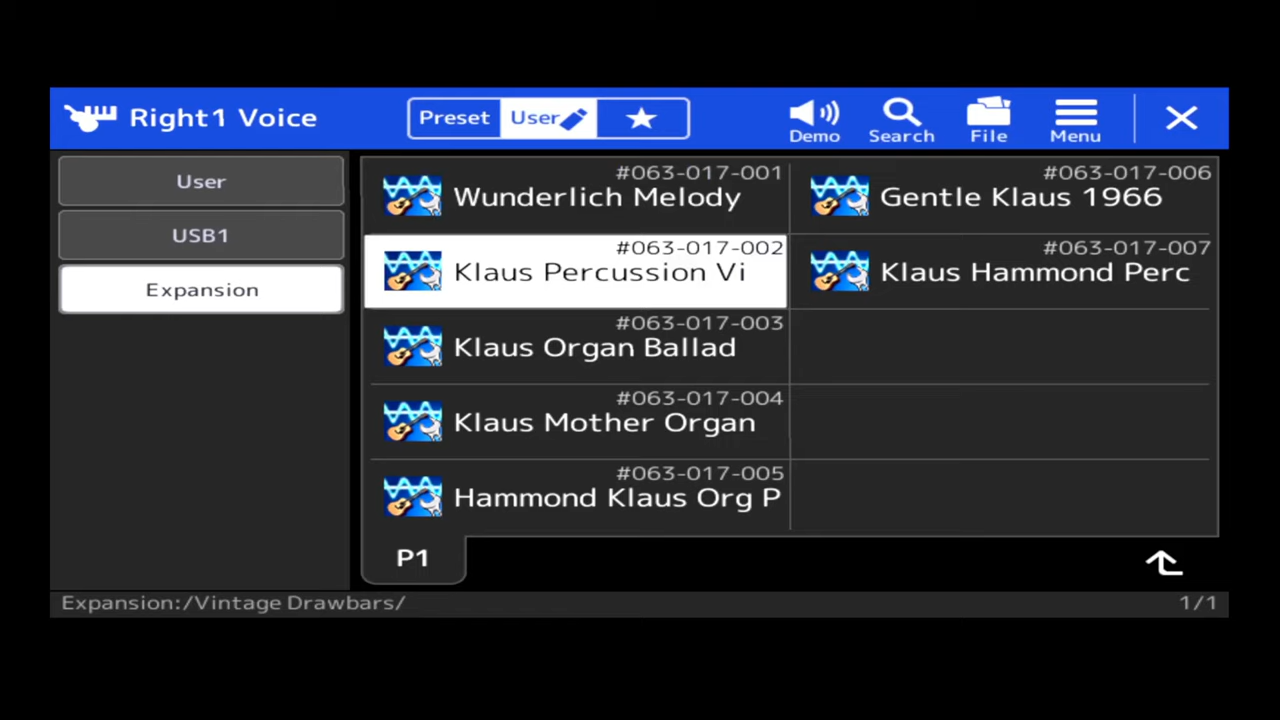 Right1 Voice
Preset
User
Demo
Search
File
Menu
User
USB1
Expansion
#063-017-001
Wunderlich Melody
#063-017-002
Klaus Percussion Vi
#063-017-003
Klaus Organ Ballad
#063-017-004
Klaus Mother Organ
#063-017-005
Hammond Klaus Org P
#063-017-006
Gentle Klaus 1966
#063-017-007
Klaus Hammond Perc
P1
Expansion:/Vintage Drawbars/
1/1